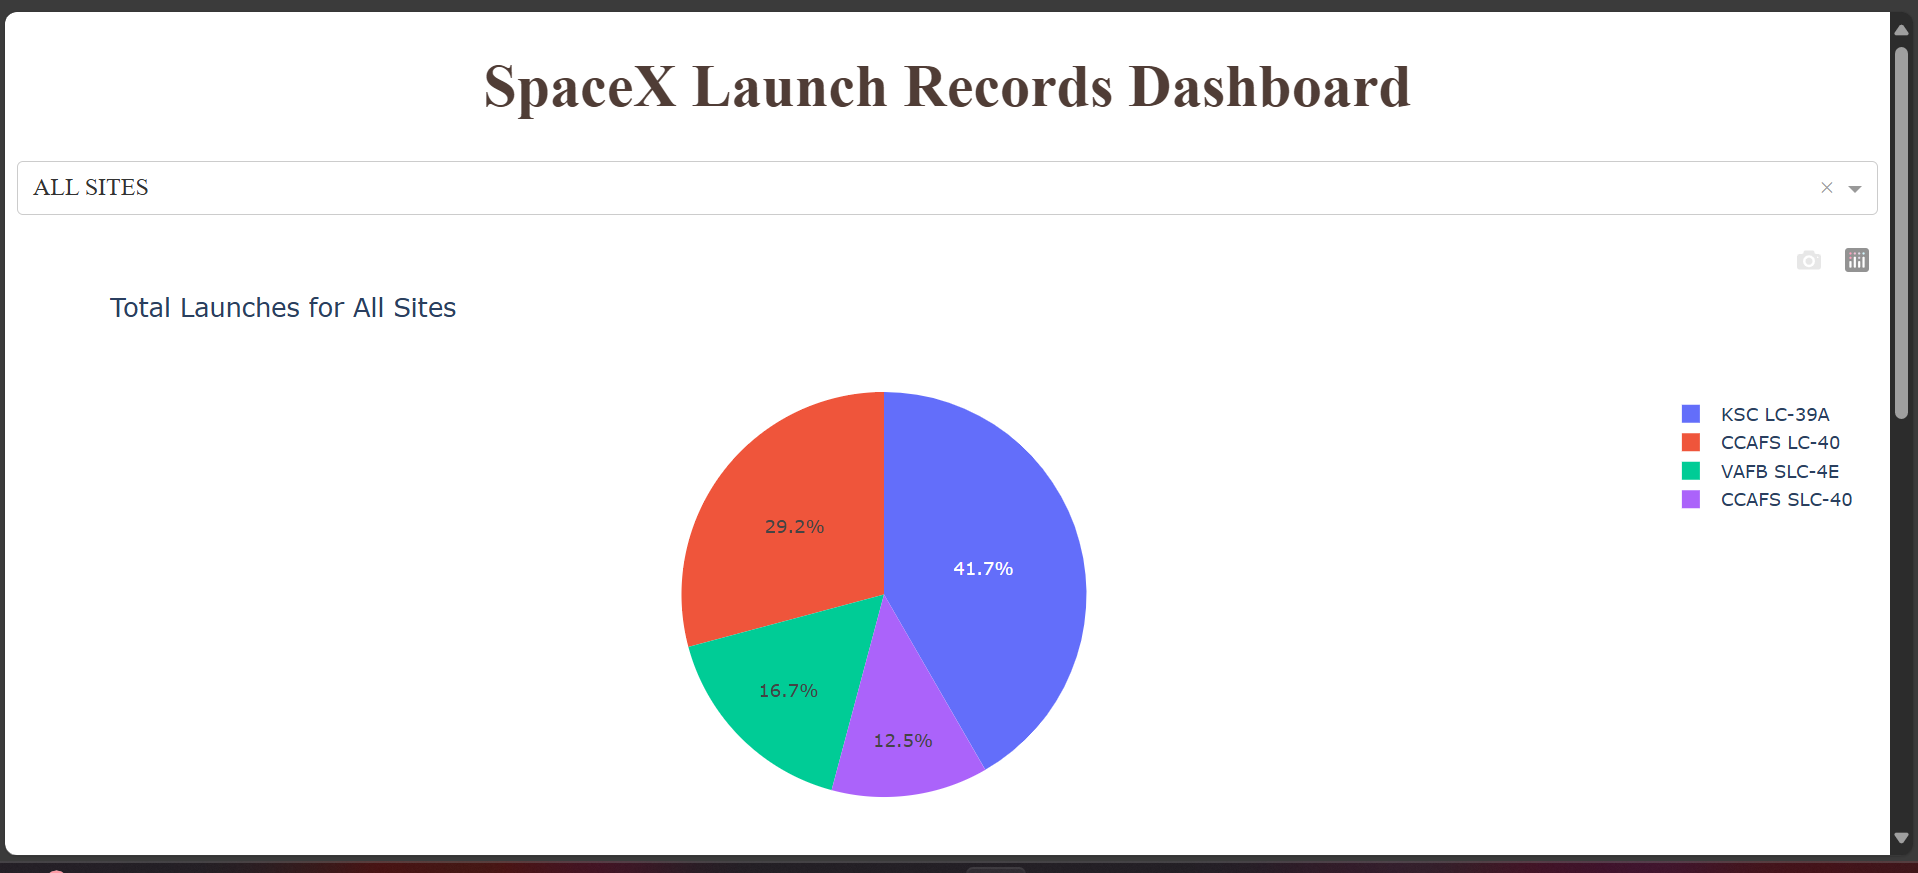 SpaceX Launch Records Dashboard
ALL SITES
Total Launches for All Sites
KSC LC-39A
CCAFS LC-40
VAFB SLC-4E
CCAFS SLC-40
29.2%
41.7%
16.7%
12.5%